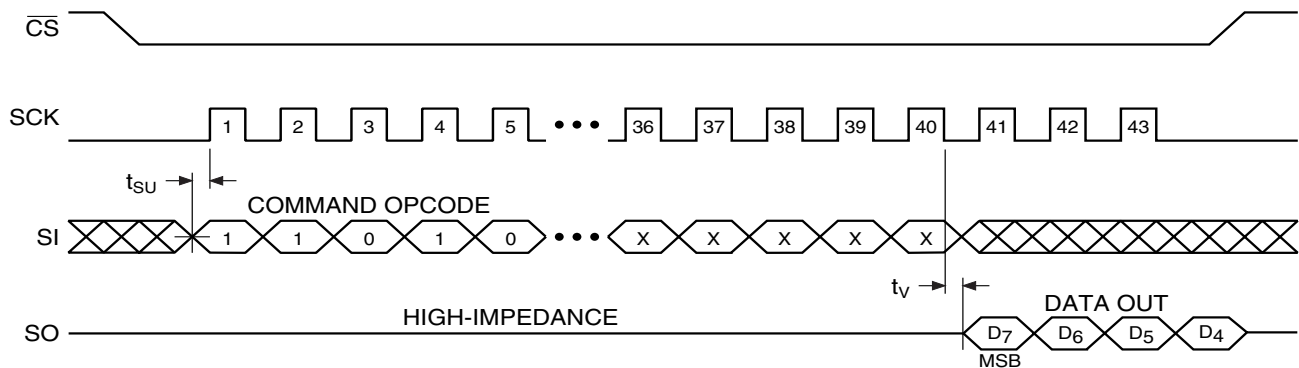 CS
SCK 1 2 3 4 5 ••• 36 37 38 39 40 41 42 43
tSU
COMMAND OPCODE
SI 1 1 0 1 0 ••• X X X X X
tV
DATA OUT
HIGH-IMPEDANCE
SO D7 D6 D5 D4
MSB